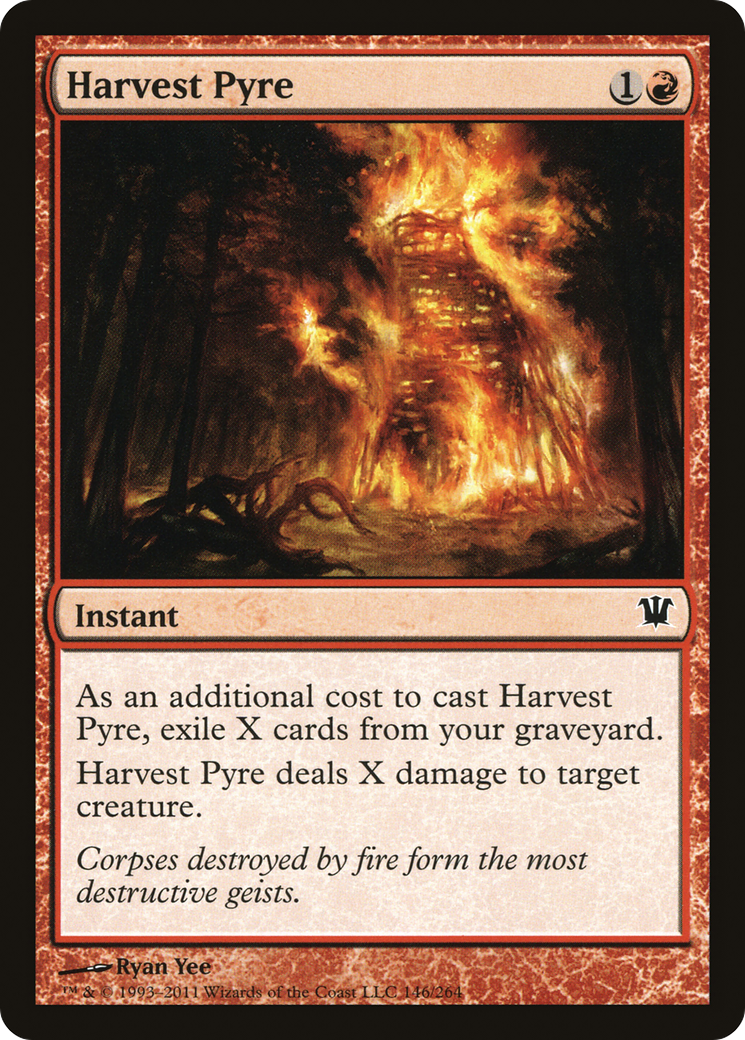 Harvest Pyre
1
Instant
As an additional cost to cast Harvest
Pyre, exile X cards from your graveyard.
Harvest Pyre deals X damage to target
creature.
Corpses destroyed by fire form the most
destructive geists.
Ryan Yee
™ & © 1993–2011 Wizards of the Coast LLC 146/264